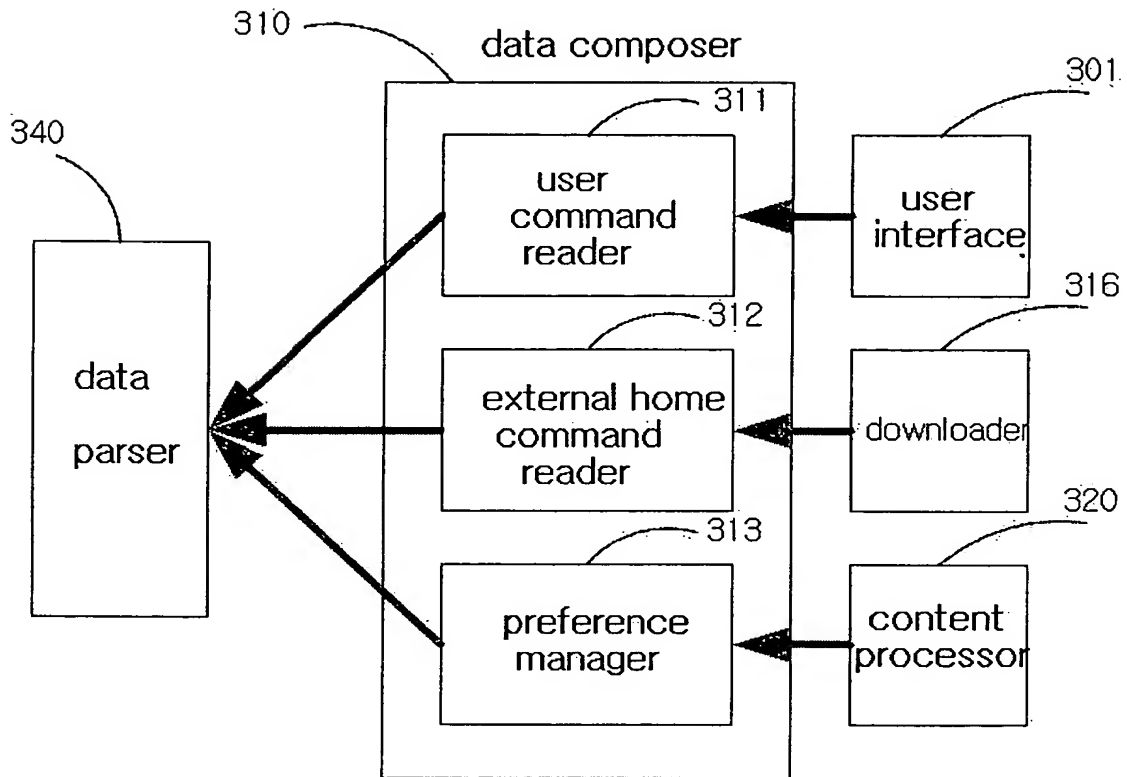 310
data composer
340
311
301
user
command
reader
user
interface
312
316
data
parser
external home
command
reader
downloader
313
320
preference
manager
content
processor